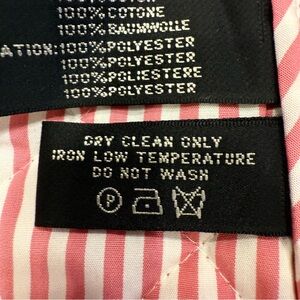 100% COTONE
100% BAUMWOLLE
ATION: 100% POLYESTER
100% POLYESTER
100% POLIESTERE
100% POLYESTER
DRY CLEAN ONLY
IRON LOW TEMPERATURE
DO NOT WASH
P